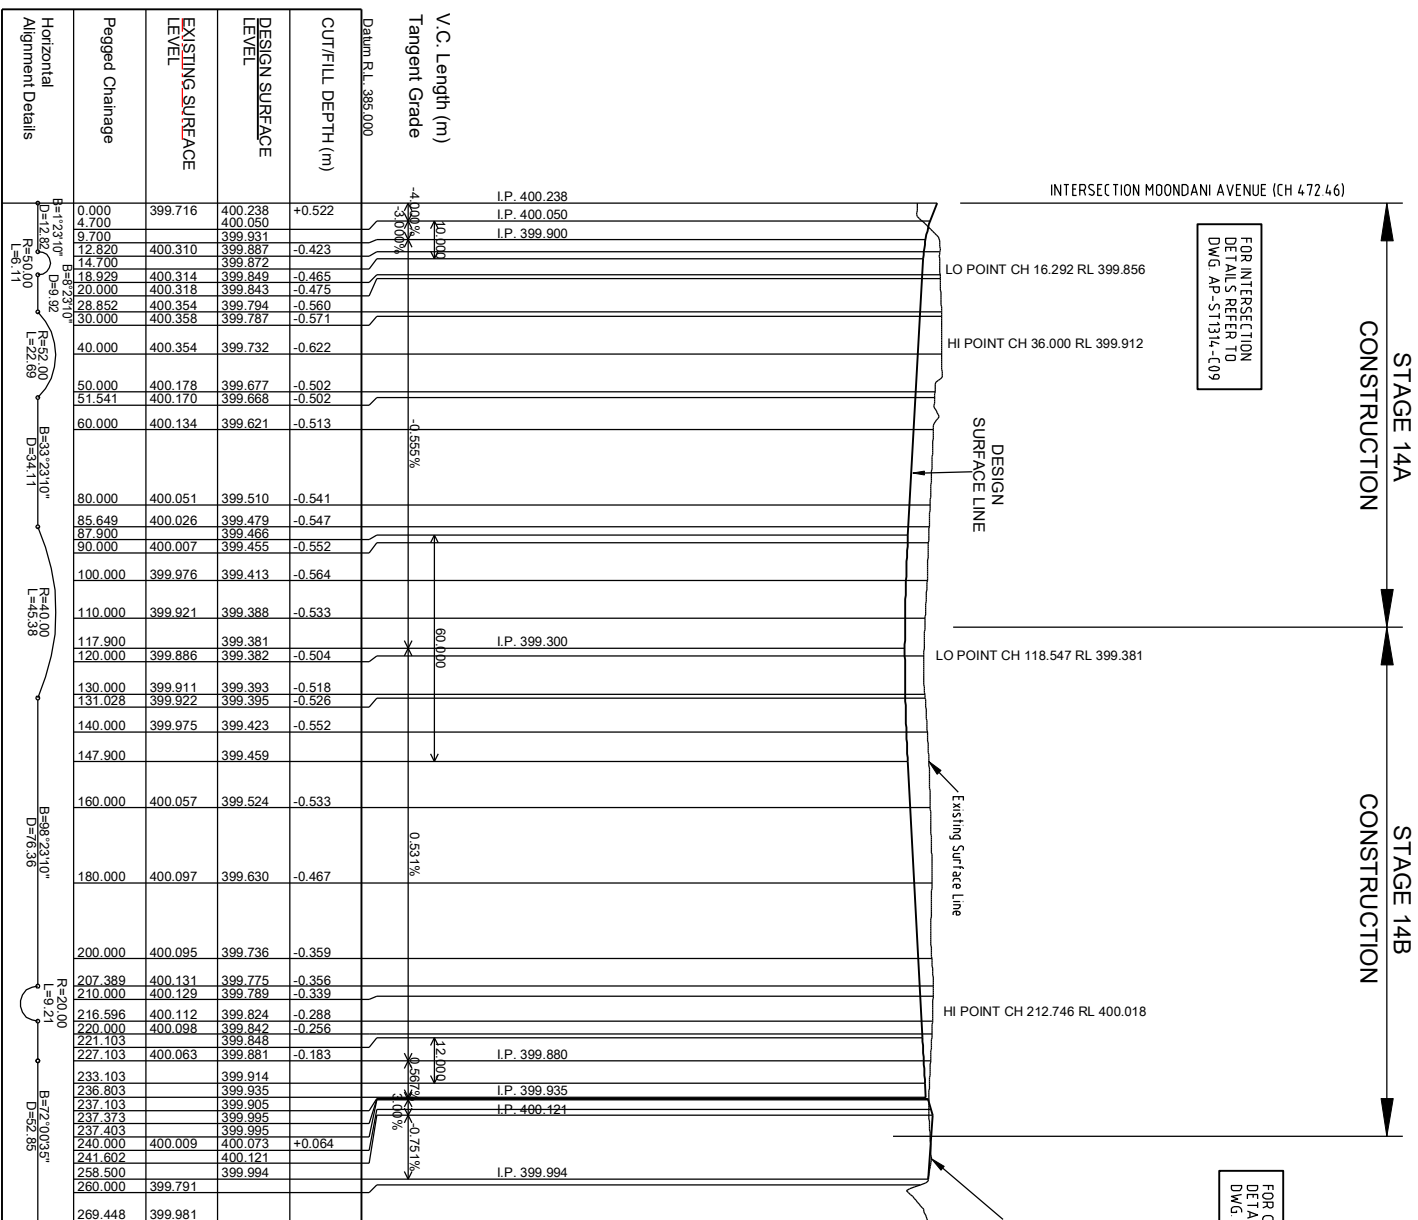 STAGE 14A
CONSTRUCTION
STAGE 14B
CONSTRUCTION
INTERSECTION MOONDANI AVENUE (CH 472.46)
FOR INTERSECTION
DETAILS REFER TO
DWG. AP-ST1314-C09
LO POINT CH 16.292 RL 399.856
HI POINT CH 36.000 RL 399.912
DESIGN
SURFACE LINE
LO POINT CH 118.547 RL 399.381
Existing Surface Line
HI POINT CH 212.746 RL 400.018
I.P. 400.238
I.P. 400.050
I.P. 399.900
I.P. 399.300
I.P. 399.880
I.P. 399.935
I.P. 400.121
I.P. 399.994
V.C. Length (m)
10.000
60.000
12.000
Tangent Grade
-4.000%
-3.000%
-0.555%
0.531%
0.567%
3.00%
-0.751%
Datum R.L. 385.000
CUT/FILL DEPTH (m)
DESIGN SURFACE
LEVEL
EXISTING SURFACE
LEVEL
Pegged Chainage
Horizontal
Alignment Details
0.000 399.716 400.238 +0.522
4.700 400.050
9.700 399.931
12.820 400.310 399.887 -0.423
14.700 399.872
18.929 400.314 399.849 -0.465
20.000 400.318 399.843 -0.475
28.852 400.354 399.794 -0.560
30.000 400.358 399.787 -0.571
40.000 400.354 399.732 -0.622
50.000 400.178 399.677 -0.502
51.541 400.170 399.668 -0.502
60.000 400.134 399.621 -0.513
80.000 400.051 399.510 -0.541
85.649 400.026 399.479 -0.547
87.900 399.466
90.000 400.007 399.455 -0.552
100.000 399.976 399.413 -0.564
110.000 399.921 399.388 -0.533
117.900 399.381
120.000 399.886 399.382 -0.504
130.000 399.911 399.393 -0.518
131.028 399.922 399.395 -0.526
140.000 399.975 399.423 -0.552
147.900 399.459
160.000 400.057 399.524 -0.533
180.000 400.097 399.630 -0.467
200.000 400.095 399.736 -0.359
207.389 400.131 399.775 -0.356
210.000 400.129 399.789 -0.339
216.596 400.112 399.824 -0.288
220.000 400.098 399.842 -0.256
221.103 399.848
227.103 400.063 399.881 -0.183
233.103 399.914
236.803 399.935
237.103 399.905
237.373 399.995
237.403 399.995
240.000 400.009 400.073 +0.064
241.602 400.121
258.500 399.994
260.000 399.791
269.448 399.981
B=1°23'10"
D=12.82
R=50.00
L=6.11
B=8°23'10"
D=9.92
R=52.00
L=22.69
B=33°23'10"
D=34.11
R=40.00
L=45.38
B=98°23'10"
D=76.36
R=20.00
L=9.21
B=72°00'35"
D=52.85
FOR C
DETA
DWG.